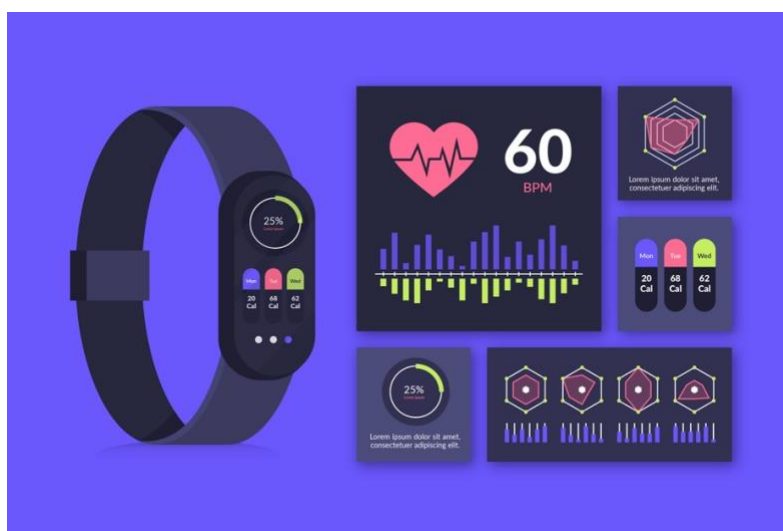 25%
Mon Tue Wed
20 68 62
Cal Cal Cal
60
BPM
Lorem ipsum dolor sit amet,
consectetuer adipiscing elit.
Mon Tue Wed
20 68 62
Cal Cal Cal
25%
Lorem ipsum
Lorem ipsum dolor sit amet,
consectetuer adipiscing elit.